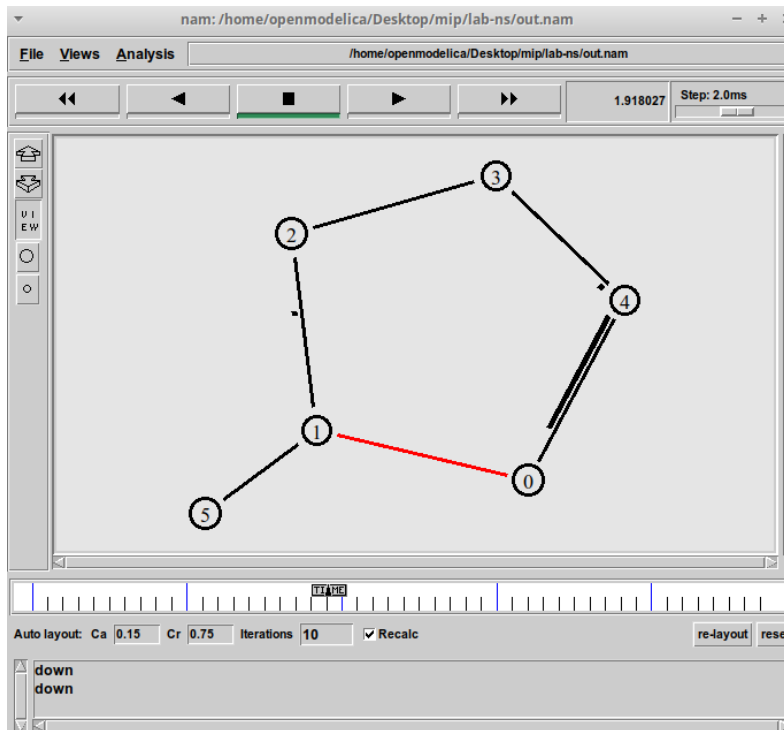 nam: /home/openmodelica/Desktop/mip/lab-ns/out.nam
File Views Analysis /home/openmodelica/Desktop/mip/lab-ns/out.nam
1.918027 Step: 2.0ms
V I
E W
3
2
4
1
0
5
TIME
Auto layout: Ca 0.15 Cr 0.75 Iterations 10 Recalc re-layout rese
down
down